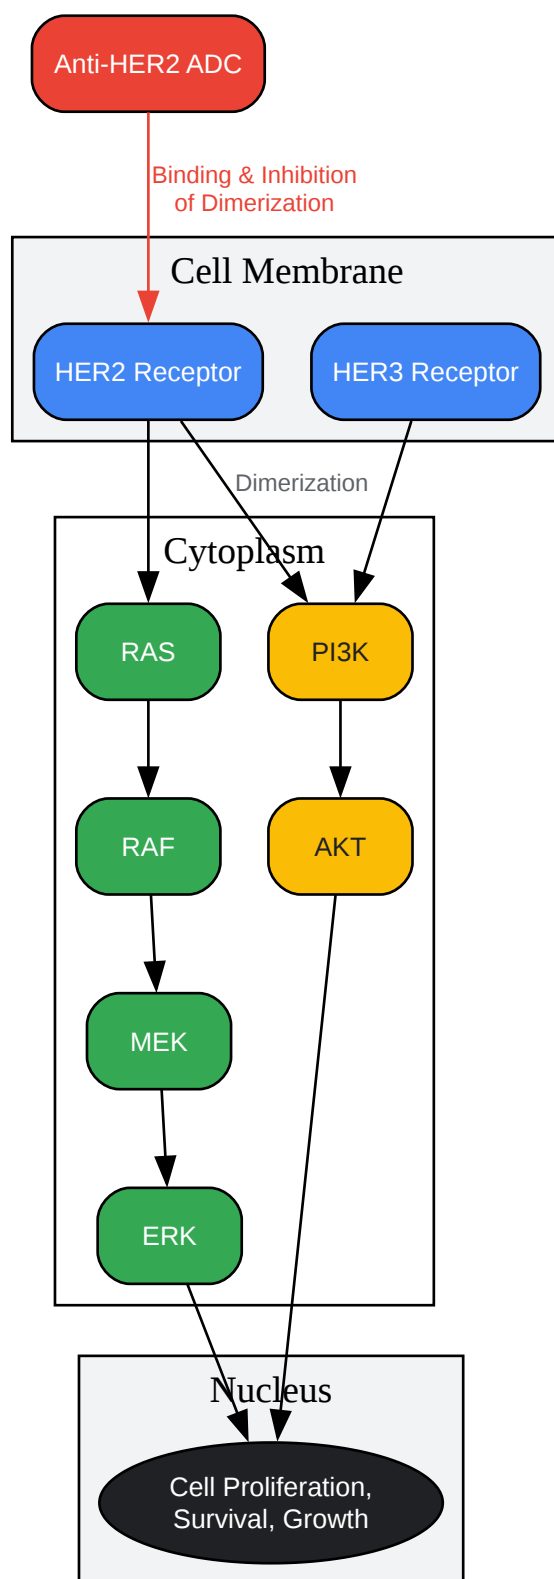 Anti-HER2 ADC
Binding & Inhibition
of Dimerization
Cell Membrane
HER2 Receptor
HER3 Receptor
Dimerization
Cytoplasm
RAS
PI3K
RAF
AKT
MEK
ERK
Nucleus
Cell Proliferation,
Survival, Growth